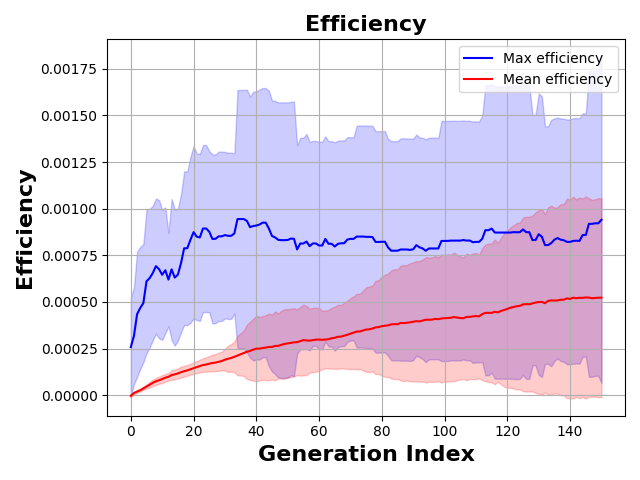 Efficiency
Max efficiency
Mean efficiency
0.00175
0.00150
0.00125
0.00100
0.00075
0.00050
0.00025
0.00000
Efficiency
0 20 40 60 80 100 120 140
Generation Index